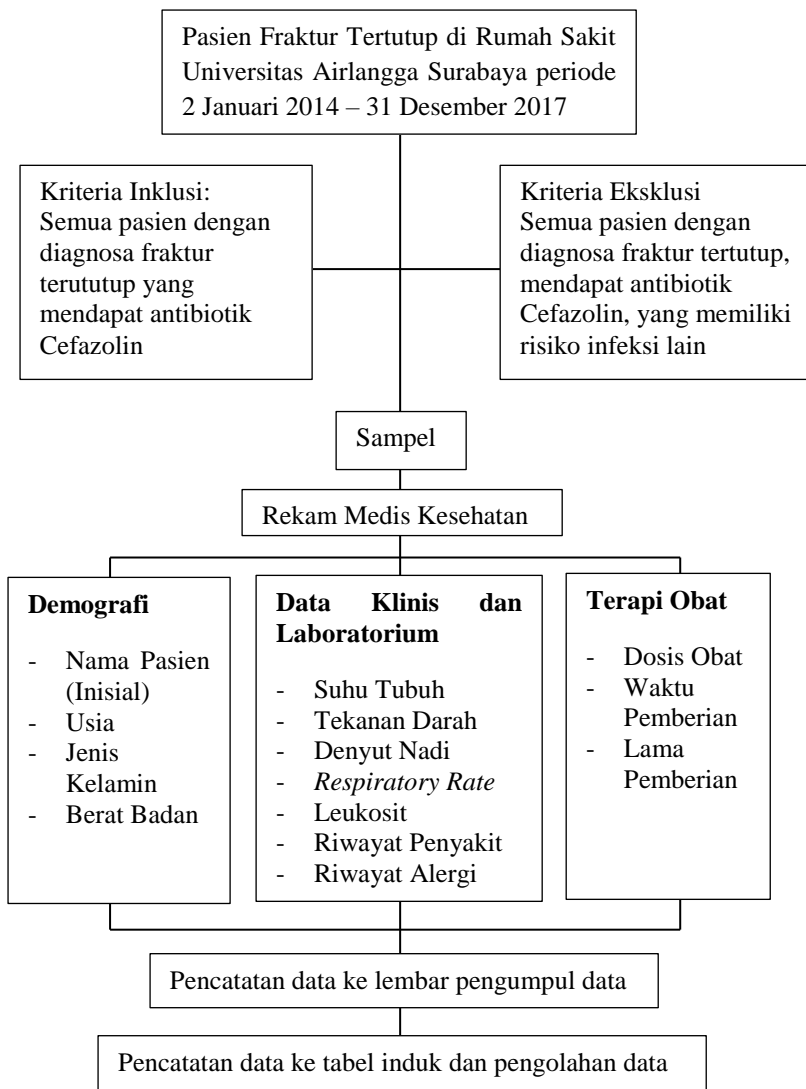 Pasien Fraktur Tertutup di Rumah Sakit
Universitas Airlangga Surabaya periode
2 Januari 2014 – 31 Desember 2017
Kriteria Inklusi:
Semua pasien dengan
diagnosa fraktur
terututup yang
mendapat antibiotik
Cefazolin
Kriteria Eksklusi
Semua pasien dengan
diagnosa fraktur tertutup,
mendapat antibiotik
Cefazolin, yang memiliki
risiko infeksi lain
Sampel
Rekam Medis Kesehatan
Demografi
- Nama Pasien
(Inisial)
- Usia
- Jenis
Kelamin
- Berat Badan
Data Klinis dan
Laboratorium
- Suhu Tubuh
- Tekanan Darah
- Denyut Nadi
- Respiratory Rate
- Leukosit
- Riwayat Penyakit
- Riwayat Alergi
Terapi Obat
- Dosis Obat
- Waktu
Pemberian
- Lama
Pemberian
Pencatatan data ke lembar pengumpul data
Pencatatan data ke tabel induk dan pengolahan data